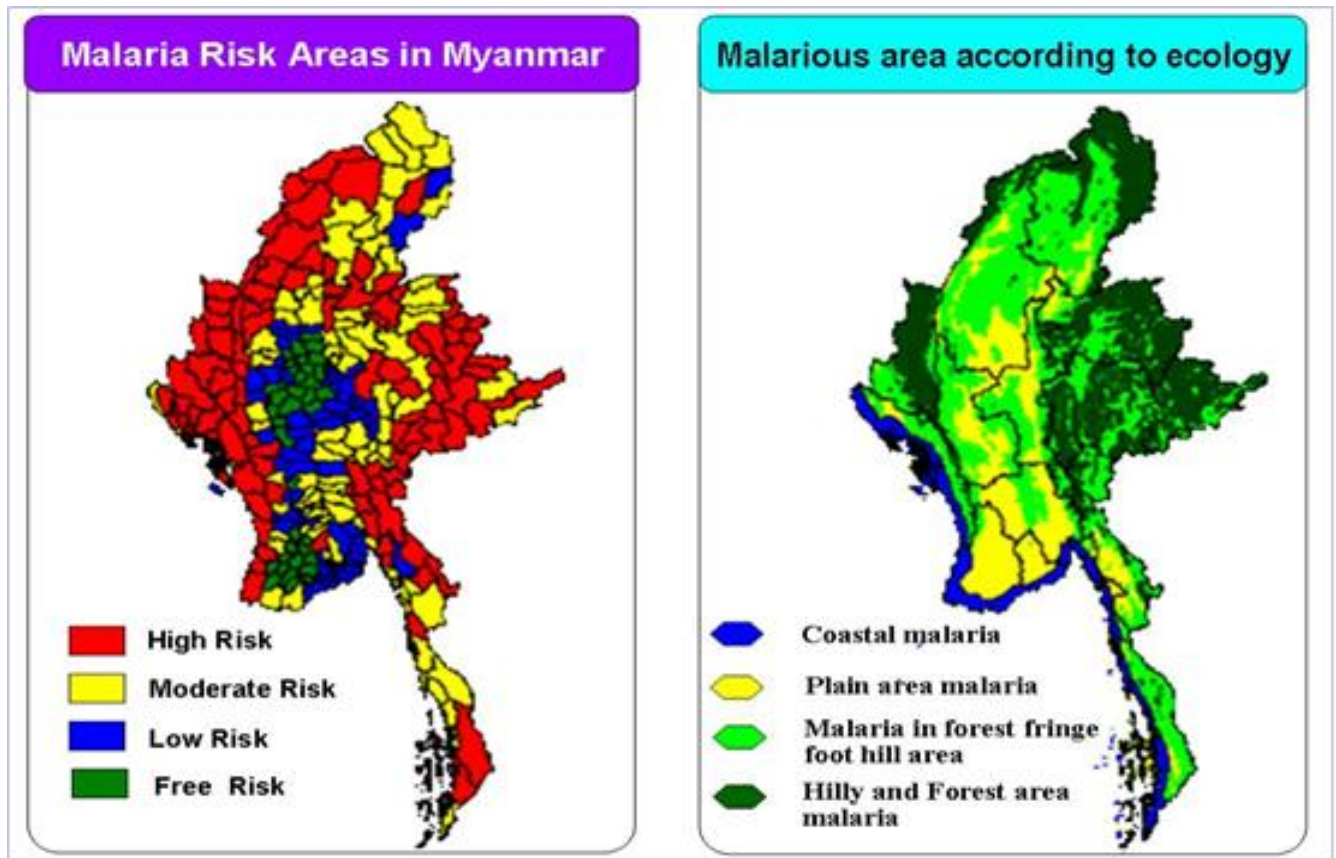 Malaria Risk Areas in Myanmar
High Risk
Moderate Risk
Low Risk
Free Risk
Malarious area according to ecology
Coastal malaria
Plain area malaria
Malaria in forest fringe
foot hill area
Hilly and Forest area
malaria